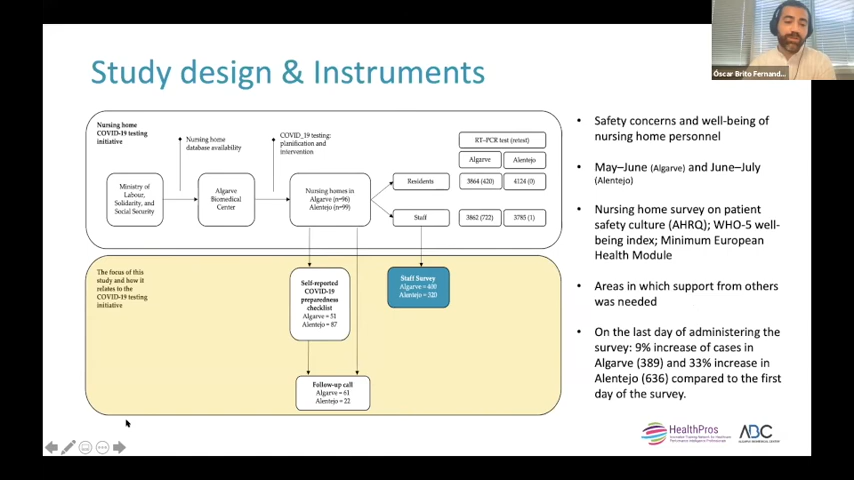 Óscar Brito Fernand...
Study design & Instruments
Nursing home
COVID-19 testing
initiative
Nursing home
database availability
COVID_19 testing:
planification and
intervention
RT-PCR test (retest)
Algarve
Alentejo
Ministry of
Labour,
Solidarity, and
Social Security
Algarve
Biomedical
Center
Nursing homes in
Algarve (n=96)
Alentejo (n=99)
Residents
3864 (420)
4124 (0)
Staff
3862 (722)
3785 (1)
The focus of this
study and how it
relates to the
COVID-19 testing
initiative
Self-reported
COVID-19
preparedness
checklist
Algarve = 51
Alentejo = 87
Staff Survey
Alentejo = 320
Follow-up call
Algarve = 61
Alentejo = 22
• Safety concerns and well-being of
nursing home personnel
• May–June (Algarve) and June–July
(Alentejo)
• Nursing home survey on patient
safety culture (AHRQ); WHO-5 well-
being index; Minimum European
Health Module
• Areas in which support from others
was needed
• On the last day of administering the
survey: 9% increase of cases in
Algarve (389) and 33% increase in
Alentejo (636) compared to the first
day of the survey.
HealthPros
ABC